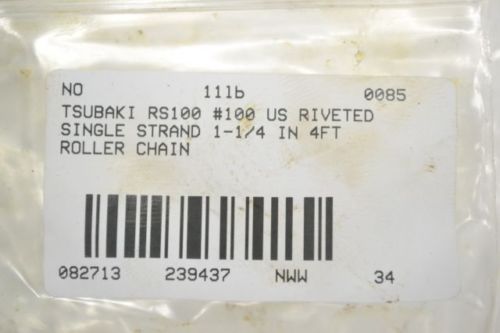 NO 11lb 0085
TSUBAKI RS100 #100 US RIVETED
SINGLE STRAND 1-1/4 IN 4FT
ROLLER CHAIN
082713 239437 NWW 34